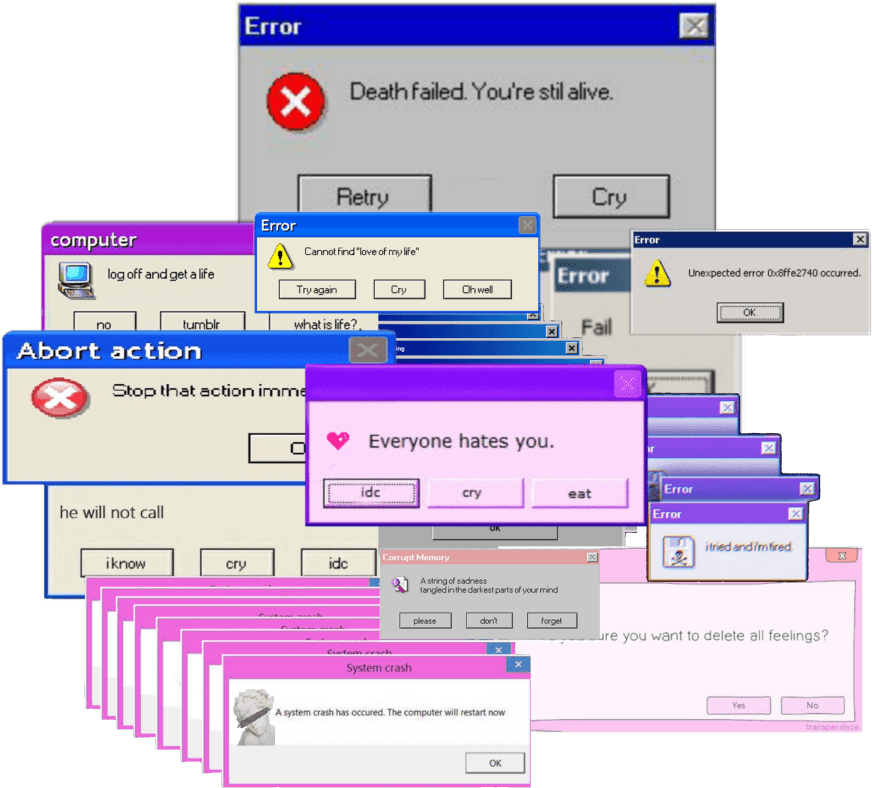 Error
Death failed. You're stil alive.
Retry
Cry
computer
log off and get a life
no
tumblr
what is life?
Error
Cannot find "love of my life"
Try again
Cry
Oh well
Error
Fail
Error
Unexpected error 0x8ffe2740 occurred.
OK
Abort action
Stop that action
Everyone hates you.
idc
cry
eat
he will not call
i know
cry
idc
OK
Error
Error
i tried and i'm tired.
Corrupt Memory
A string of sadness
tangled in the darkest parts of your mind
please
don't
forget
you want to delete all feelings?
Yes
No
transparalyze
System crash
System crash
System crash
System crash
System crash
A system crash has occured. The computer will restart now
OK